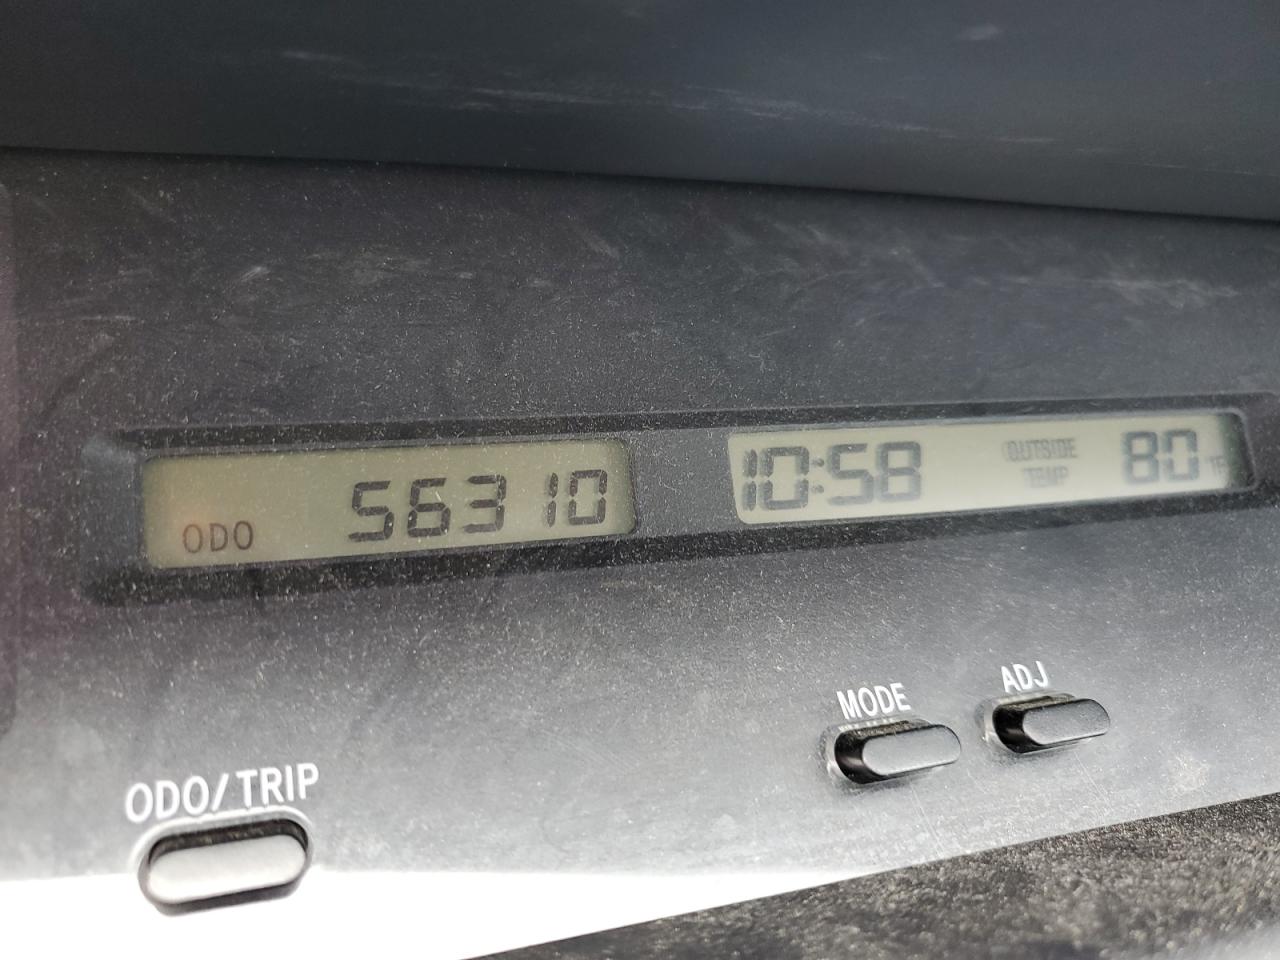 ODO 56310
10:58 OUTSIDE TEMP 80 °F
MODE ADJ
ODO/TRIP